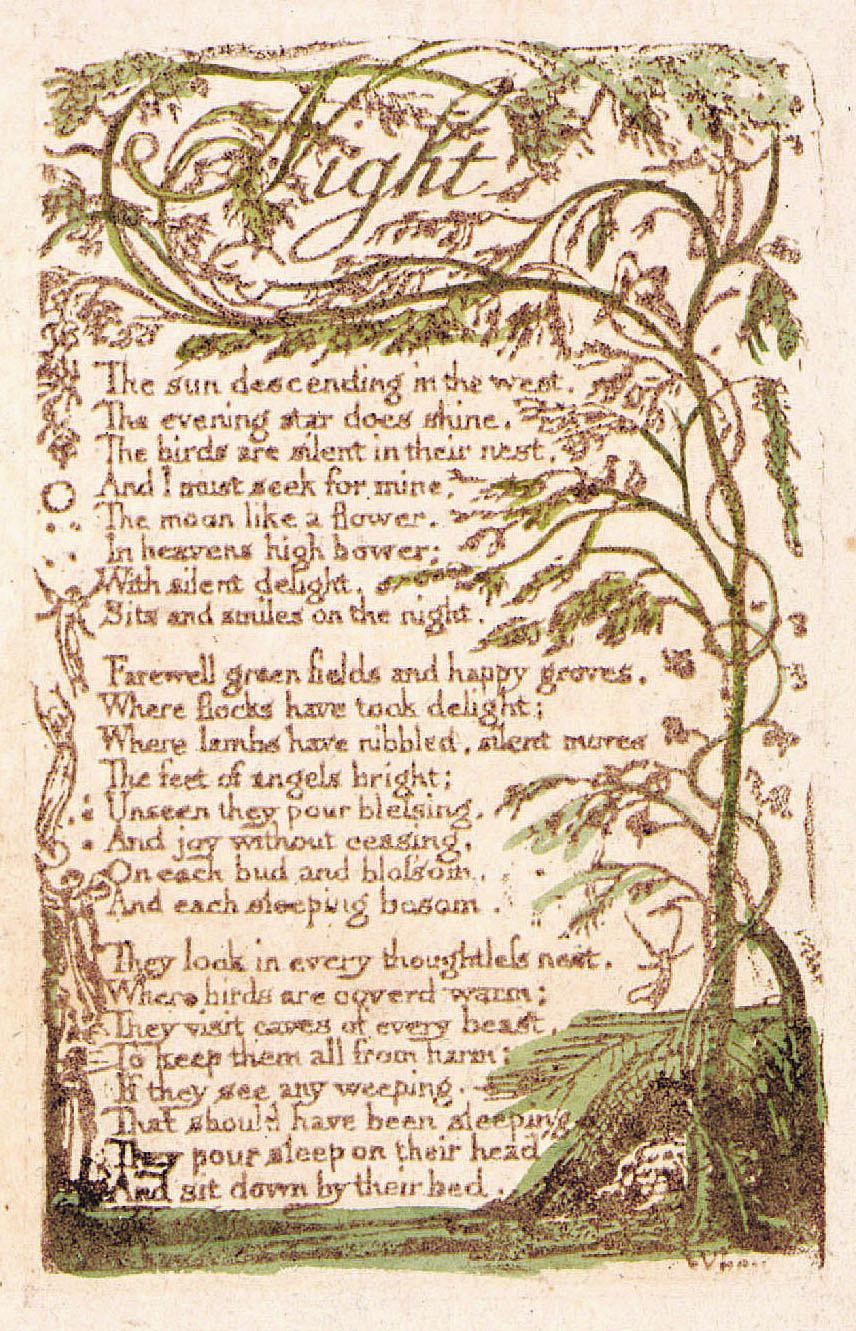 Night
The sun descending in the west.
The evening star does shine.
The birds are silent in their nest.
And I must seek for mine,
The moon like a flower.
In heavens high bower;
With silent delight.
Sits and smiles on the night.
Farewell green fields and happy groves.
Where flocks have took delight;
Where lambs have nibbled, silent moves
The feet of angels bright;
Unseen they pour bleſsing.
And joy without ceasing.
On each bud and bloſsom.
And each sleeping bosom.
They look in every thoughtleſs nest.
Where birds are coverd warm;
They visit caves of every beast.
To keep them all from harm;
If they see any weeping.
That should have been sleeping
They pour sleep on their head
And sit down by their bed.